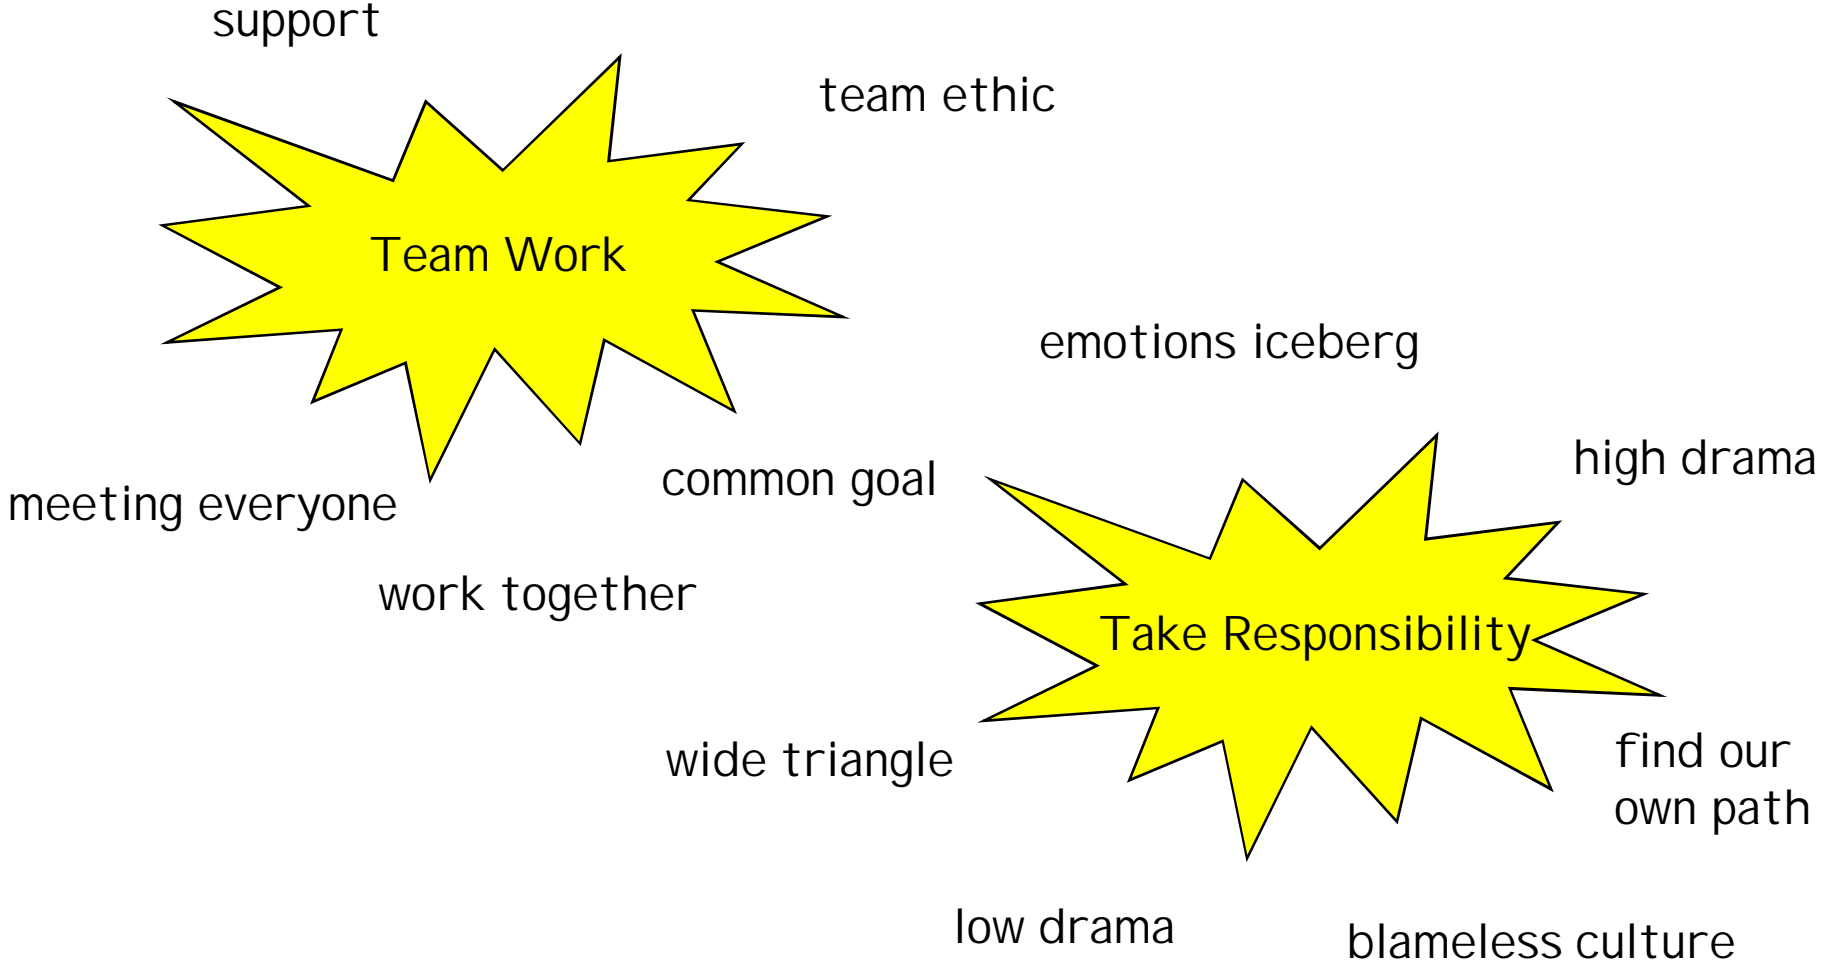 support
team ethic
Team Work
emotions iceberg
high drama
common goal
meeting everyone
work together
Take Responsibility
wide triangle
find our
own path
low drama
blameless culture